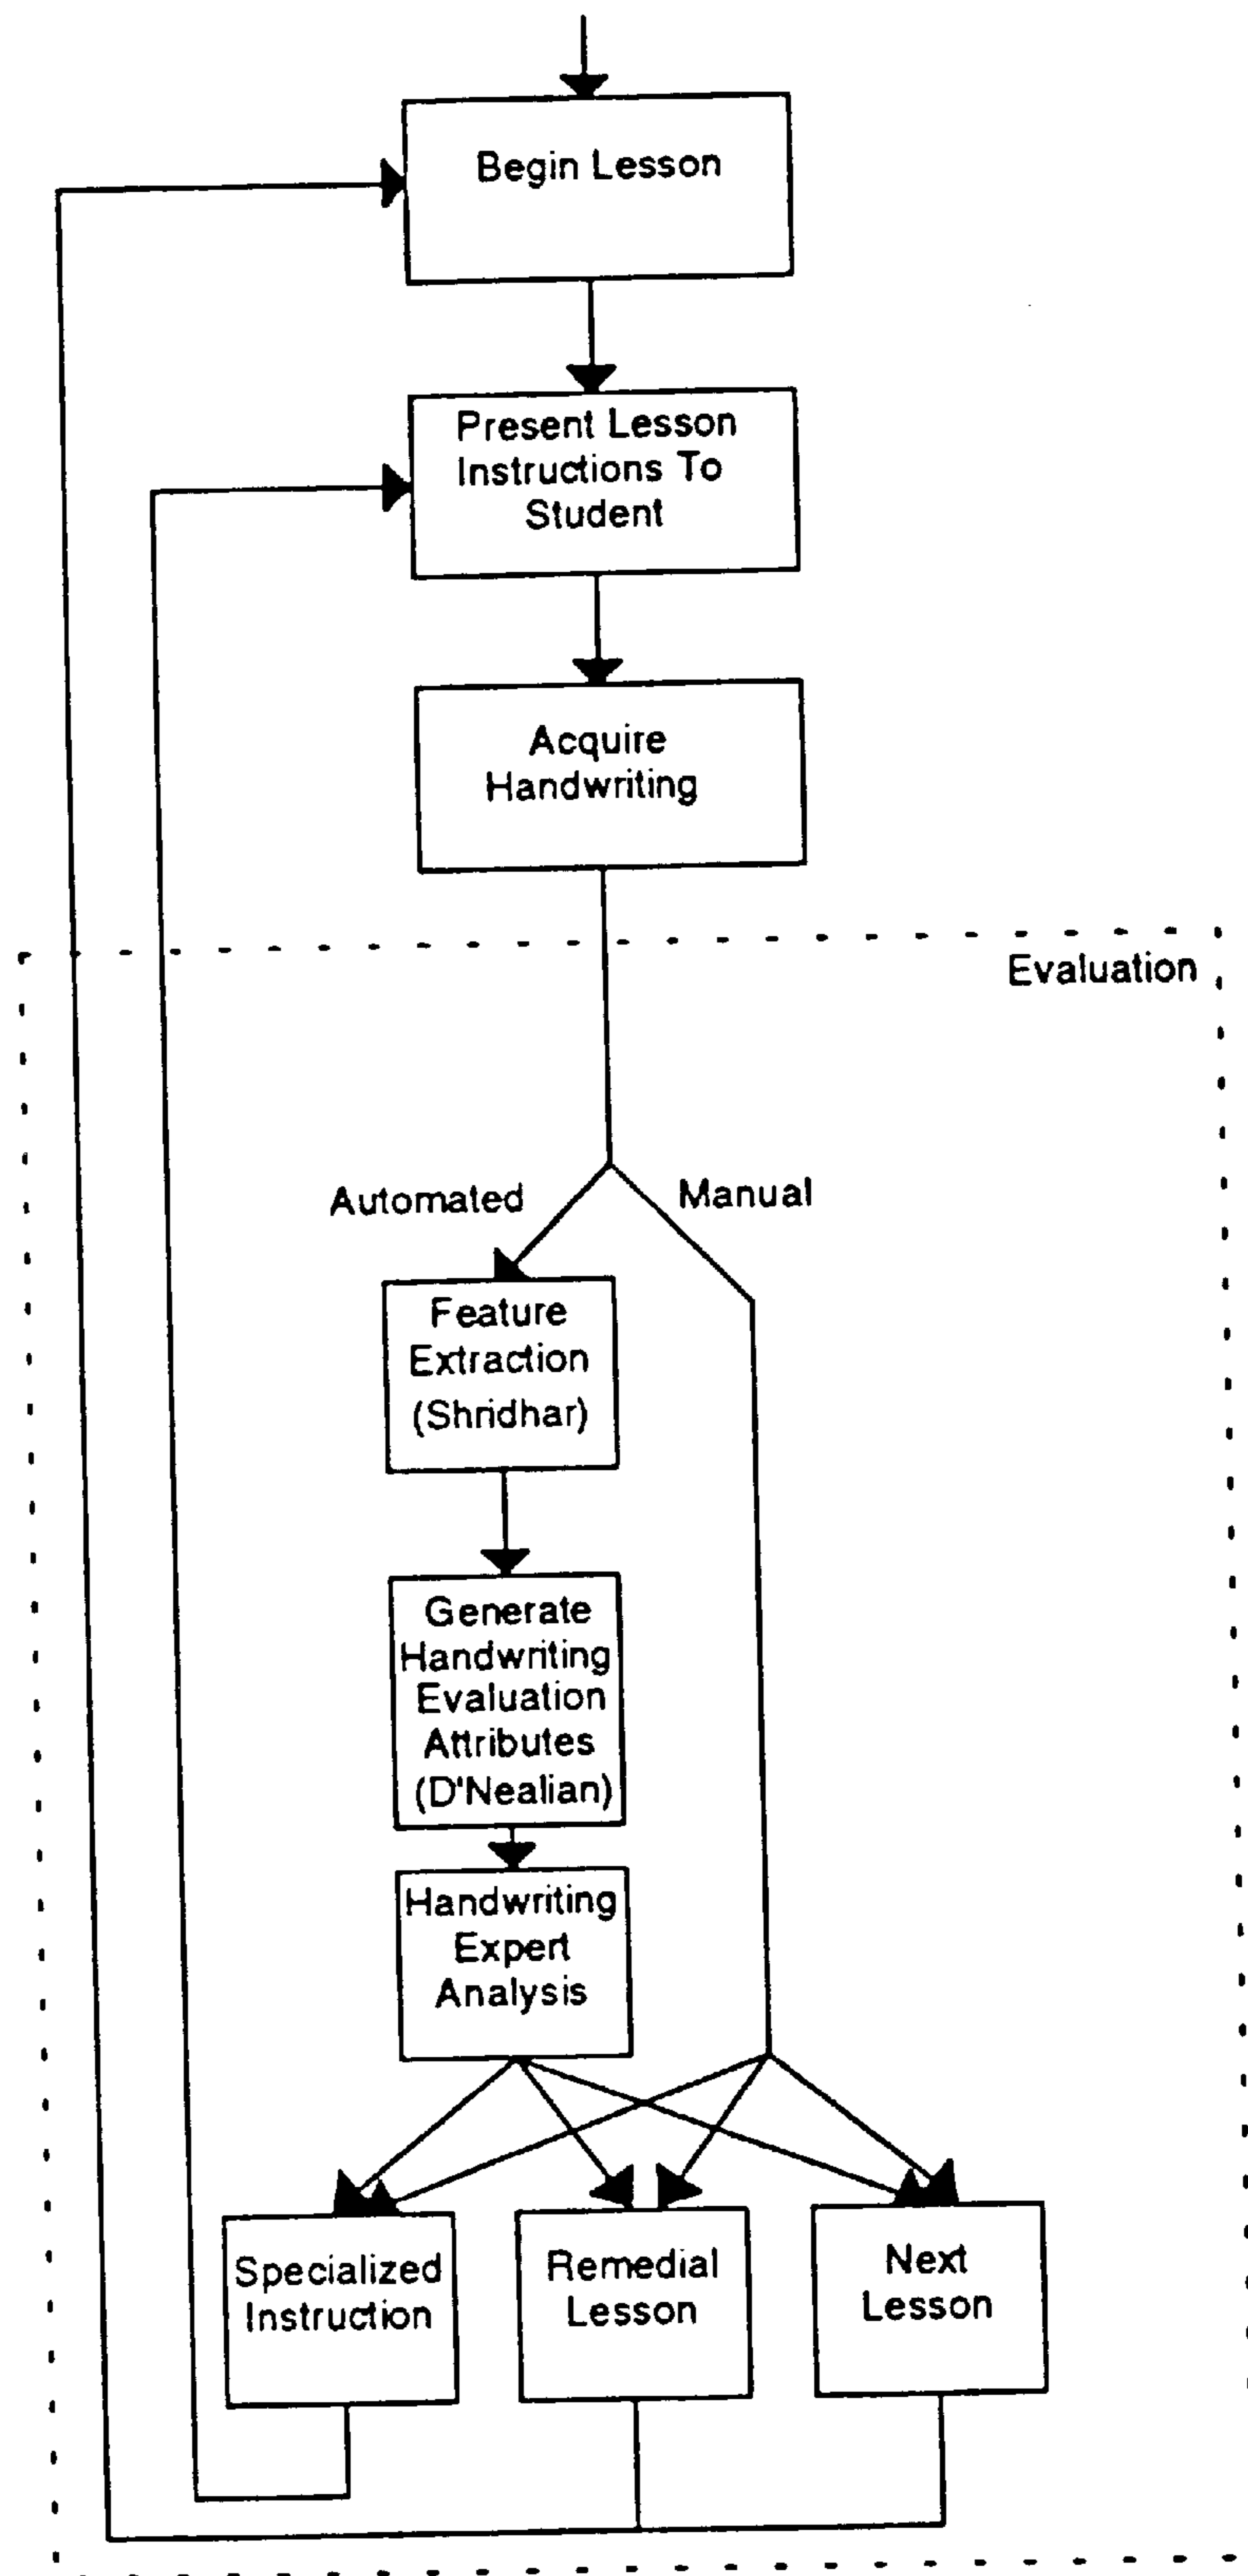 Begin Lesson
Present Lesson
Instructions To
Student
Acquire
Handwriting
Evaluation
Automated
Manual
Feature
Extraction
(Shridhar)
Generate
Handwriting
Evaluation
Attributes
(D'Nealian)
Handwriting
Expert
Analysis
Specialized
Instruction
Remedial
Lesson
Next
Lesson